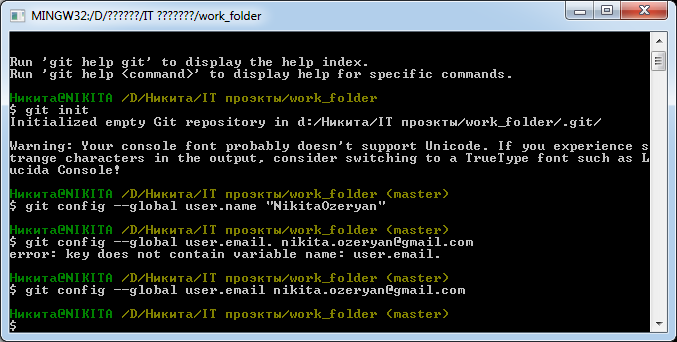 MINGW32:/D/??????/IT ???????/work_folder
Run 'git help git' to display the help index.
Run 'git help <command>' to display help for specific commands.
Никита@NIKITA /D/Никита/IT проэкты/work_folder
$ git init
Initialized empty Git repository in d:/Никита/IT проэкты/work_folder/.git/
Warning: Your console font probably doesn't support Unicode. If you experience s
trange characters in the output, consider switching to a TrueType font such as L
ucida Console!
Никита@NIKITA /D/Никита/IT проэкты/work_folder (master)
$ git config --global user.name "NikitaOzeryan"
Никита@NIKITA /D/Никита/IT проэкты/work_folder (master)
$ git config --global user.email. nikita.ozeryan@gmail.com
error: key does not contain variable name: user.email.
Никита@NIKITA /D/Никита/IT проэкты/work_folder (master)
$ git config --global user.email nikita.ozeryan@gmail.com
Никита@NIKITA /D/Никита/IT проэкты/work_folder (master)
$